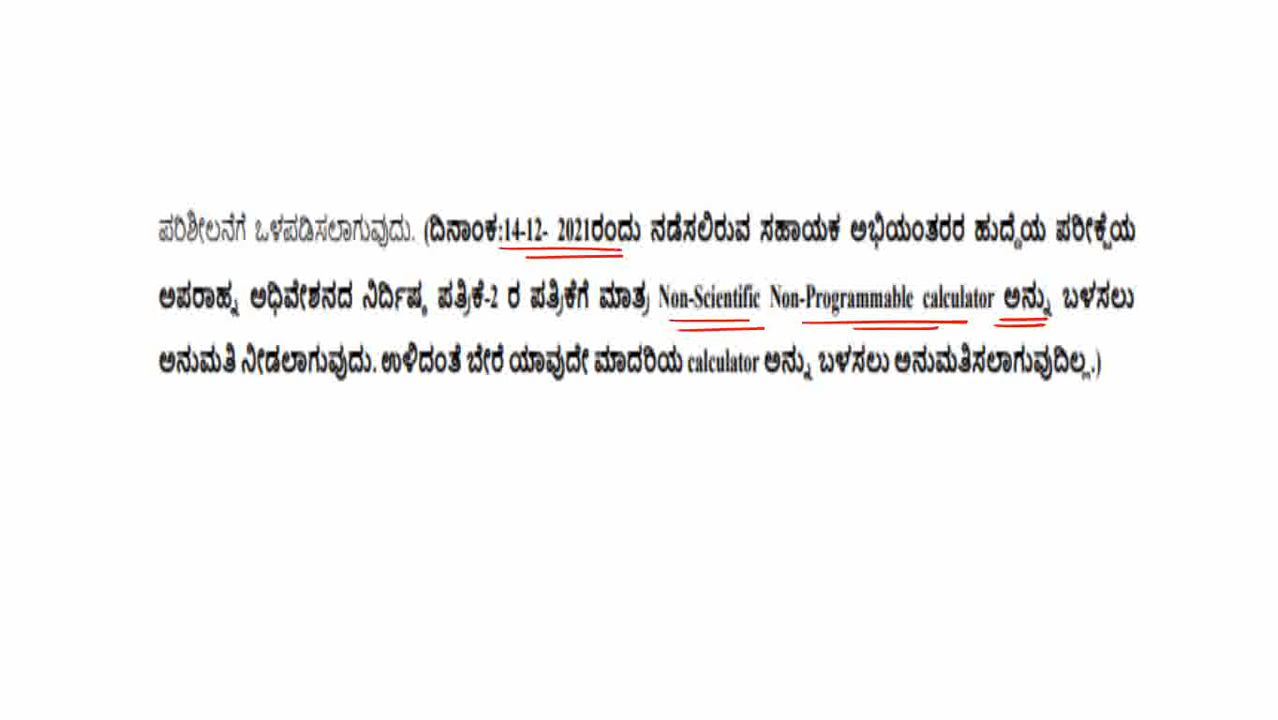 ಪರಿಶೀಲನೆಗೆ ಒಳಪಡಿಸಲಾಗುವುದು. (ದಿನಾಂಕ:14-12- 2021ರಂದು ನಡೆಸಲಿರುವ ಸಹಾಯಕ ಅಭಿಯಂತರರ ಹುದ್ದೆಯ ಪರೀಕ್ಷೆಯ
ಅಪರಾಹ್ನ ಅಧಿವೇಶನದ ನಿರ್ದಿಷ್ಟ ಪತ್ರಿಕೆ-2 ರ ಪತ್ರಿಕೆಗೆ ಮಾತ್ರ Non-Scientific Non-Programmable calculator ಅನ್ನು ಬಳಸಲು
ಅನುಮತಿ ನೀಡಲಾಗುವುದು. ಉಳಿದಂತೆ ಬೇರೆ ಯಾವುದೇ ಮಾದರಿಯ calculator ಅನ್ನು ಬಳಸಲು ಅನುಮತಿಸಲಾಗುವುದಿಲ್ಲ.)